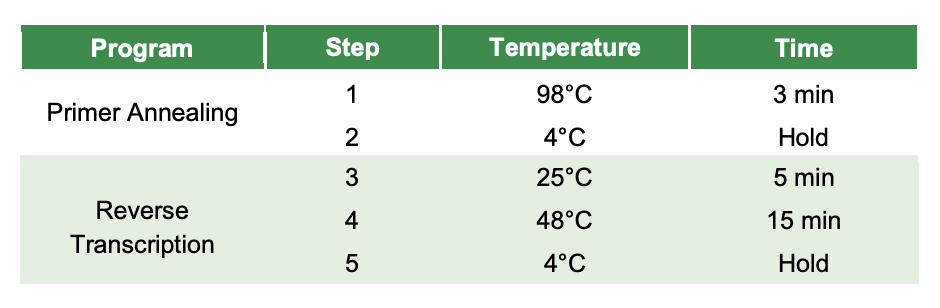 Program Step Temperature Time
Primer Annealing 1 98°C 3 min
2 4°C Hold
Reverse Transcription 3 25°C 5 min
4 48°C 15 min
5 4°C Hold